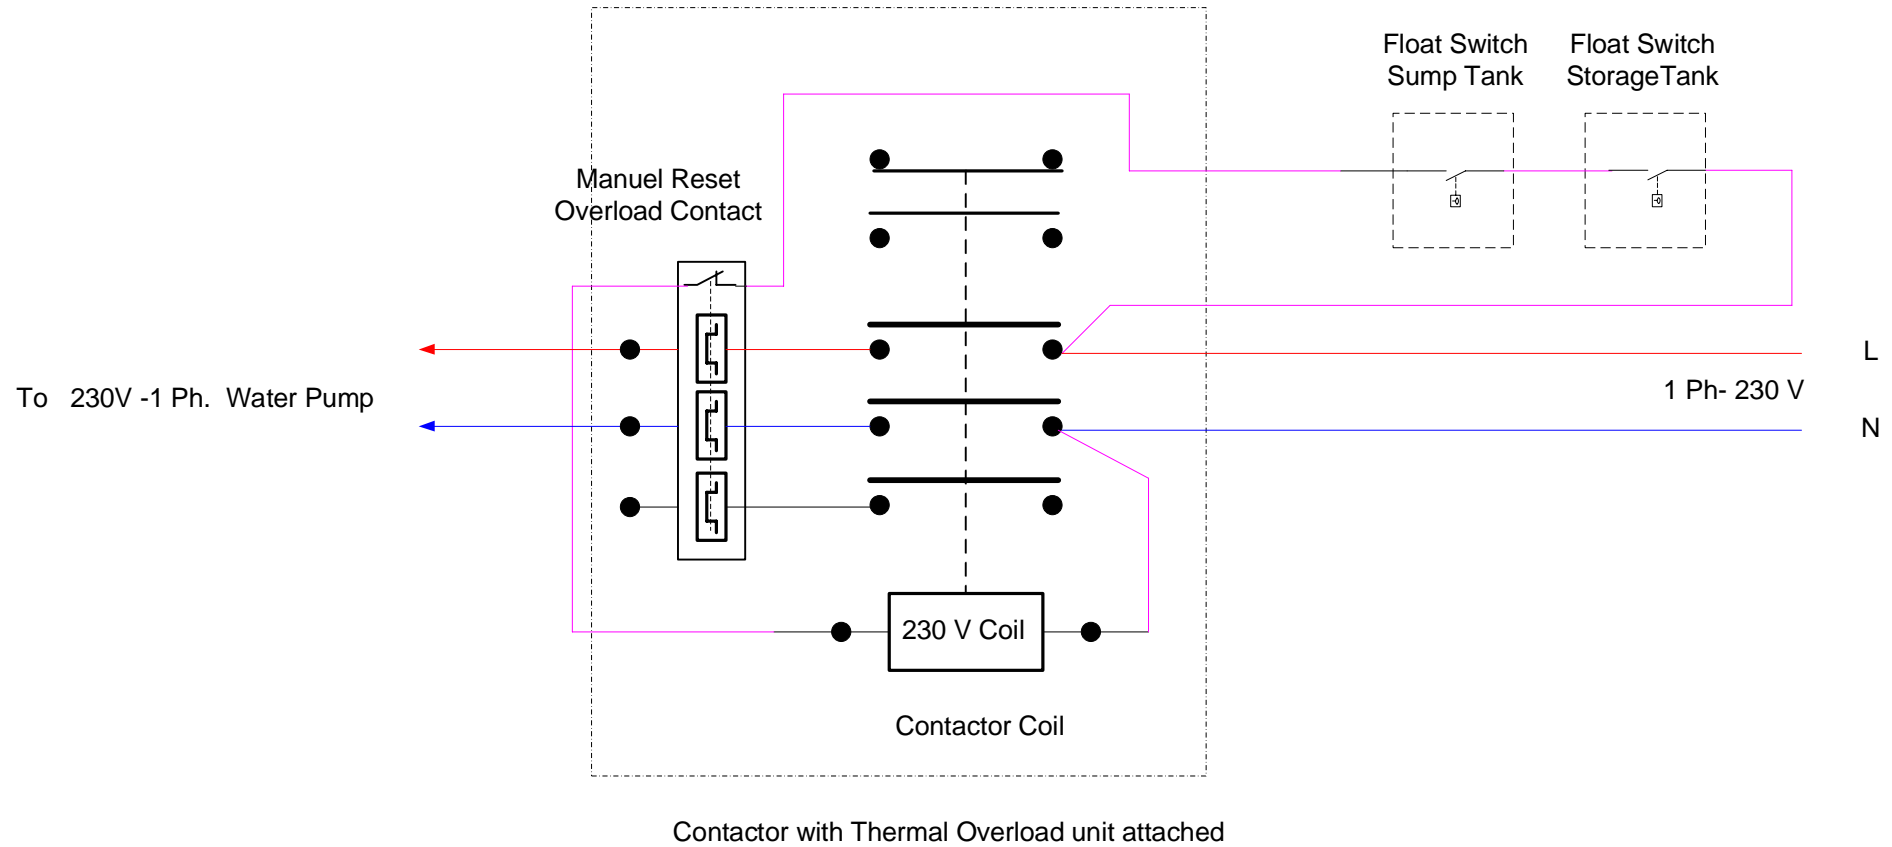 Float Switch
Sump Tank
Float Switch
StorageTank
Manuel Reset
Overload Contact
L
To 230V -1 Ph. Water Pump
1 Ph- 230 V
N
230 V Coil
Contactor Coil
Contactor with Thermal Overload unit attached